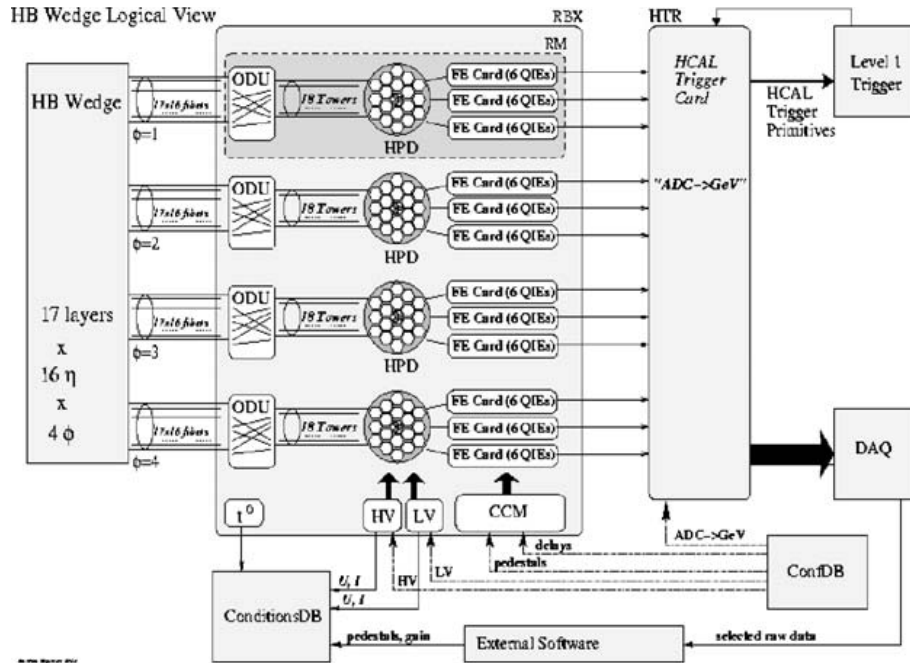 HB Wedge Logical View
RBX
HTR
RM
HB Wedge
17x16 fibers
ϕ=1
ODU
18 Towers
HPD
FE Card (6 QIEs)
FE Card (6 QIEs)
FE Card (6 QIEs)
HCAL
Trigger
Card
HCAL
Trigger
Primitives
Level 1
Trigger
17x16 fibers
ϕ=2
ODU
18 Towers
HPD
FE Card (6 QIEs)
FE Card (6 QIEs)
FE Card (6 QIEs)
"ADC->GeV"
17 layers
x
16 η
x
4 ϕ
17x16 fibers
ϕ=3
ODU
18 Towers
HPD
FE Card (6 QIEs)
FE Card (6 QIEs)
FE Card (6 QIEs)
17x16 fibers
ϕ=4
ODU
18 Towers
FE Card (6 QIEs)
FE Card (6 QIEs)
FE Card (6 QIEs)
DAQ
t°
HV
LV
CCM
ADC->GeV
delays
pedestals
LV
HV
ConfDB
U, I
U, I
ConditionsDB
pedestals, gain
External Software
selected raw data